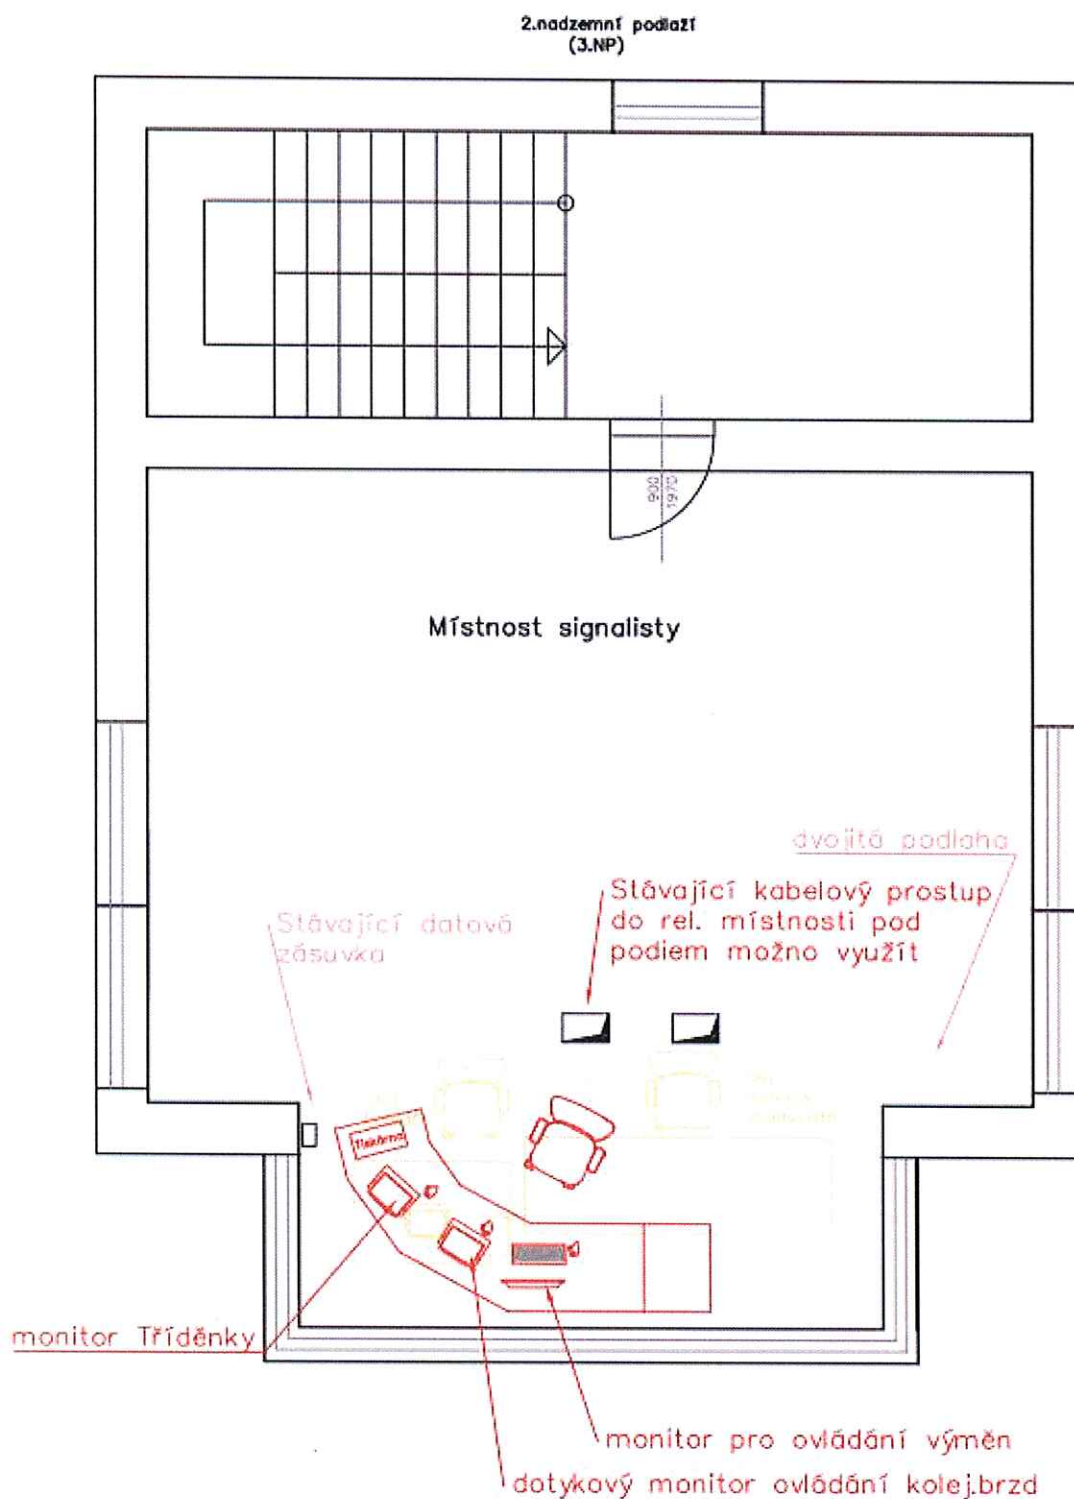 2.nadzemní podlaží
(3.NP)
900
1970
Místnost signalisty
dvojitá podlaha
Stávající kabelový prostup
do rel. místnosti pod
podiem možno využít
Stávající datová
zásuvka
Tiskárna
monitor Tříděnky
monitor pro ovládání výměn
dotykový monitor ovládání kolej.brzd